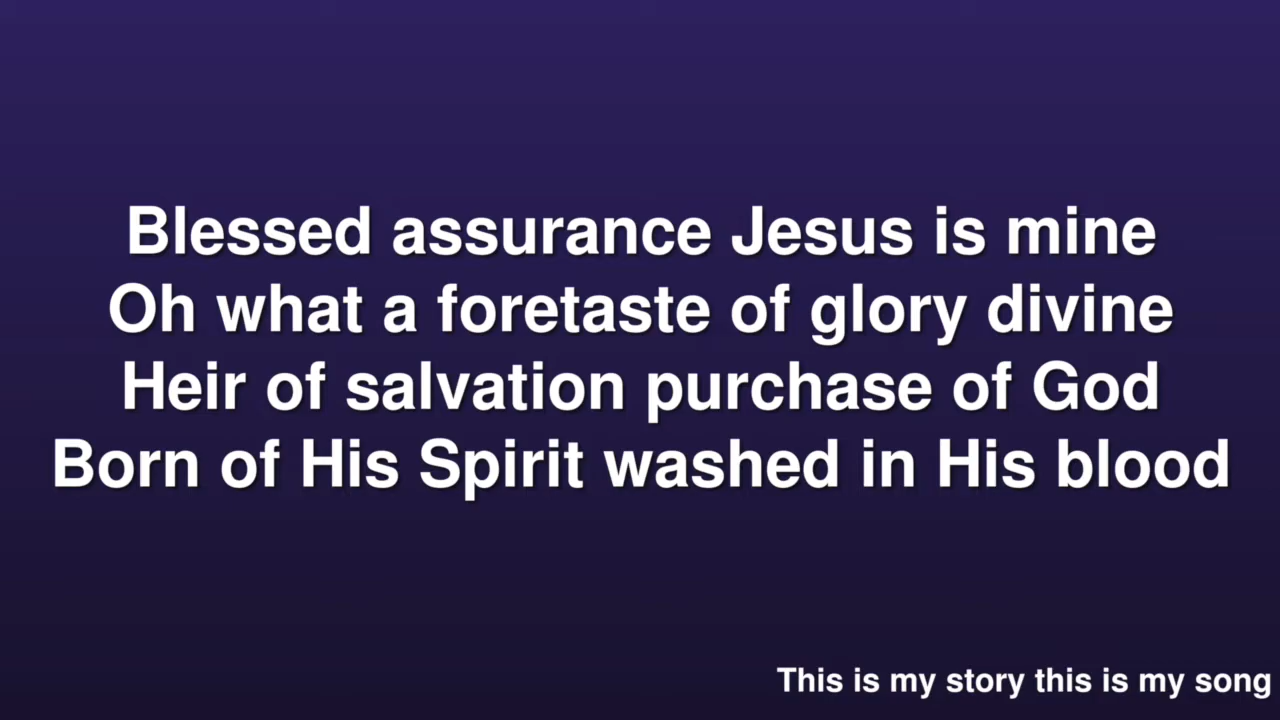 Blessed assurance Jesus is mine
Oh what a foretaste of glory divine
Heir of salvation purchase of God
Born of His Spirit washed in His blood
This is my story this is my song